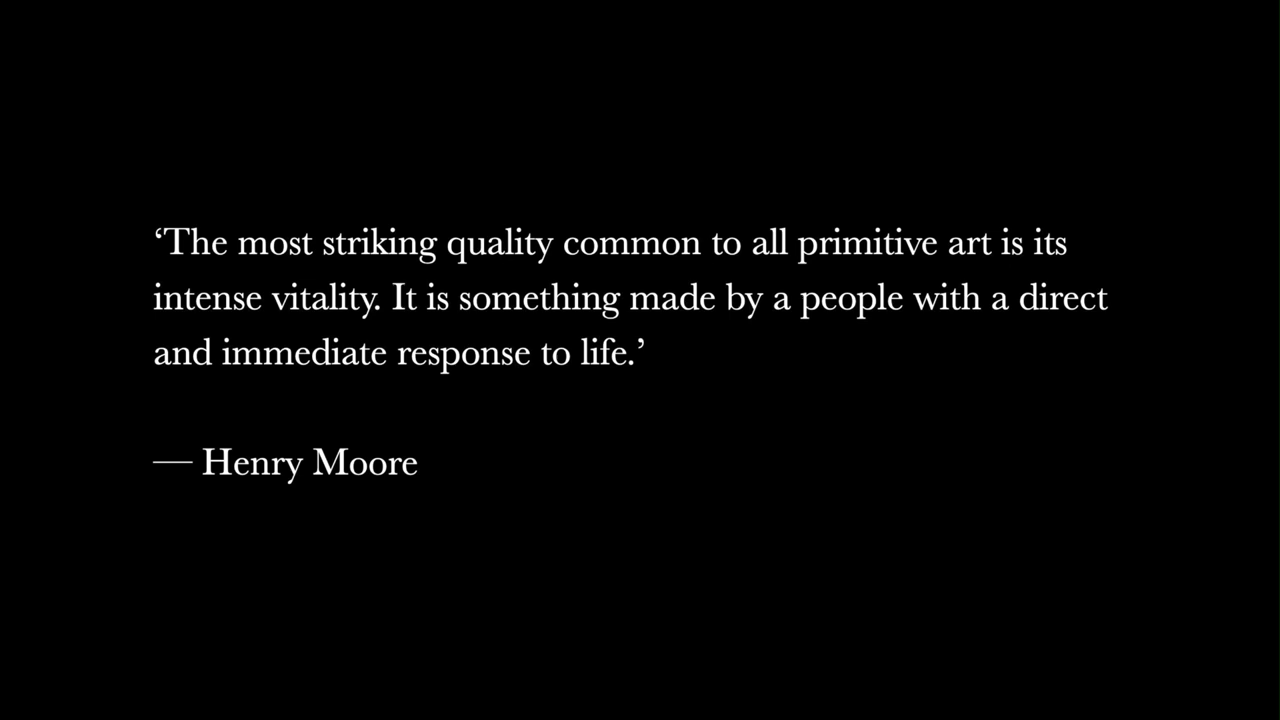 ‘The most striking quality common to all primitive art is its
intense vitality. It is something made by a people with a direct
and immediate response to life.’
— Henry Moore